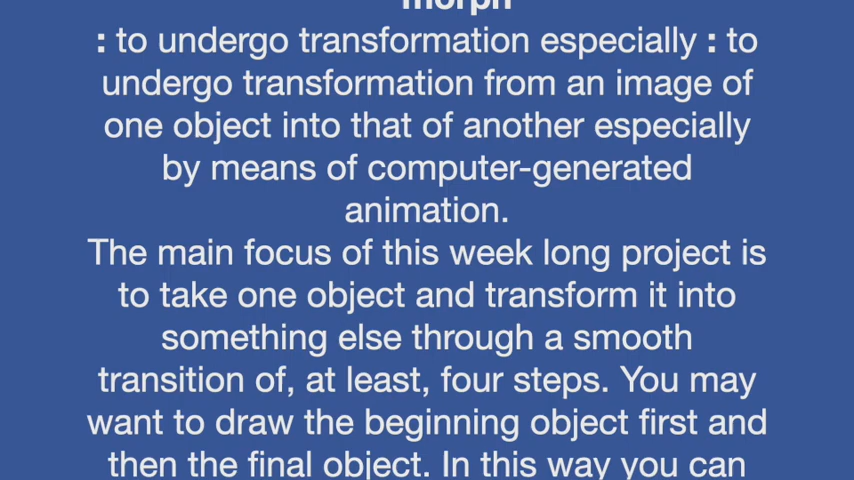 morph
: to undergo transformation especially : to
undergo transformation from an image of
one object into that of another especially
by means of computer-generated
animation.
The main focus of this week long project is
to take one object and transform it into
something else through a smooth
transition of, at least, four steps. You may
want to draw the beginning object first and
then the final object. In this way you can